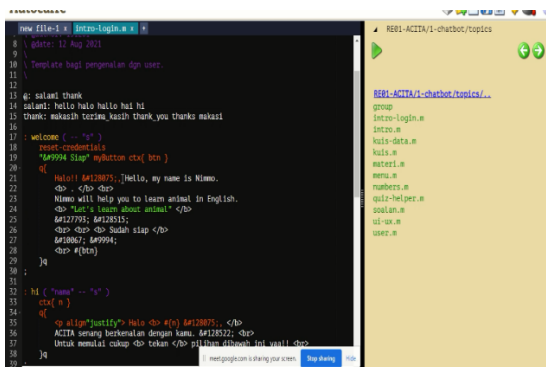 new file-1 x intro-login.m x +
8 \ @date: 12 Aug 2021
9 \
10 \ Template bagi pengenalan dgn user.
11 \
12
13 @: salam1 thank
14 salam1: hello halo hallo hai hi
15 thank: makasih terima_kasih thank_you thanks makasi
16
17 : welcome ( -- "s" )
18 reset-credentials
19 "&#9994 Siap" myButton ctx{ btn }
20 q{
21 Halo!! &#128075;,Hello, my name is Nimmo.
22 <b> . </b> <br>
23 Nimmo will help you to learn animal in English.
24 <b> "Let's learn about animal" </b>
25 &#127793; &#128515;
26 <br> <br> <b> Sudah siap </b>
27 &#10067; &#9994;
28 <br> #{btn}
29 }q
30 ;
31
32 : hi ( "name" -- "s" )
33 ctx{ n }
34 q{
35 <p align"justify"> Halo <b> #{n} &#128075;, </b>
36 ACITA senang berkenalan dengan kamu. &#128522; <br>
37 Untuk memulai cukup <b> tekan </b> pilihan dibawah ini yaa!! <br>
38 }q
39 ;
meet.google.com is sharing your screen. Stop sharing Hide
RE01-ACITA/1-chatbot/topics
RE01-ACITA/1-chatbot/topics/..
group
intro-login.m
intro.m
kuis-data.m
kuis.m
materi.m
menu.m
numbers.m
quiz-helper.m
soalan.m
ui-ux.m
user.m